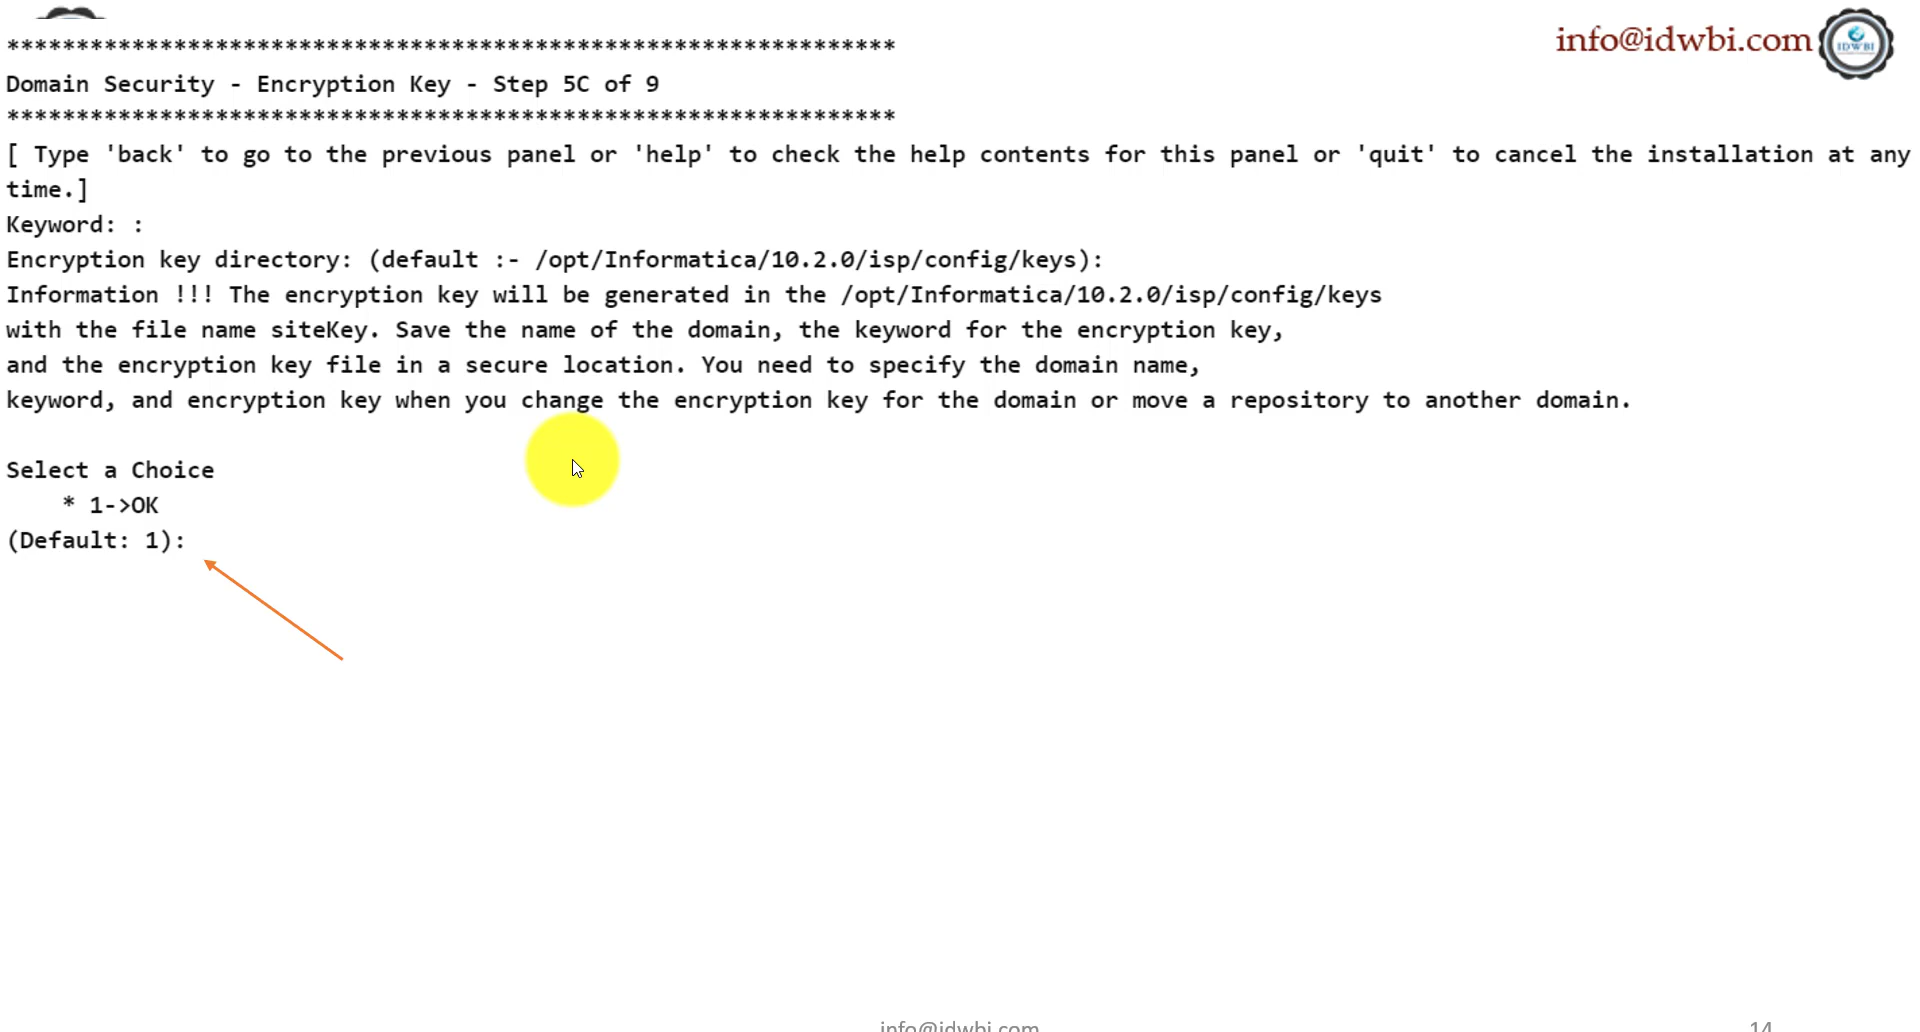 info@idwbi.com
IDWBI
*****************************************************************
Domain Security - Encryption Key - Step 5C of 9
*****************************************************************
[ Type 'back' to go to the previous panel or 'help' to check the help contents for this panel or 'quit' to cancel the installation at any
time.]
Keyword: :
Encryption key directory: (default :- /opt/Informatica/10.2.0/isp/config/keys):
Information !!! The encryption key will be generated in the /opt/Informatica/10.2.0/isp/config/keys
with the file name siteKey. Save the name of the domain, the keyword for the encryption key,
and the encryption key file in a secure location. You need to specify the domain name,
keyword, and encryption key when you change the encryption key for the domain or move a repository to another domain.
Select a Choice
* 1->OK
(Default: 1):
info@idwbi.com
14